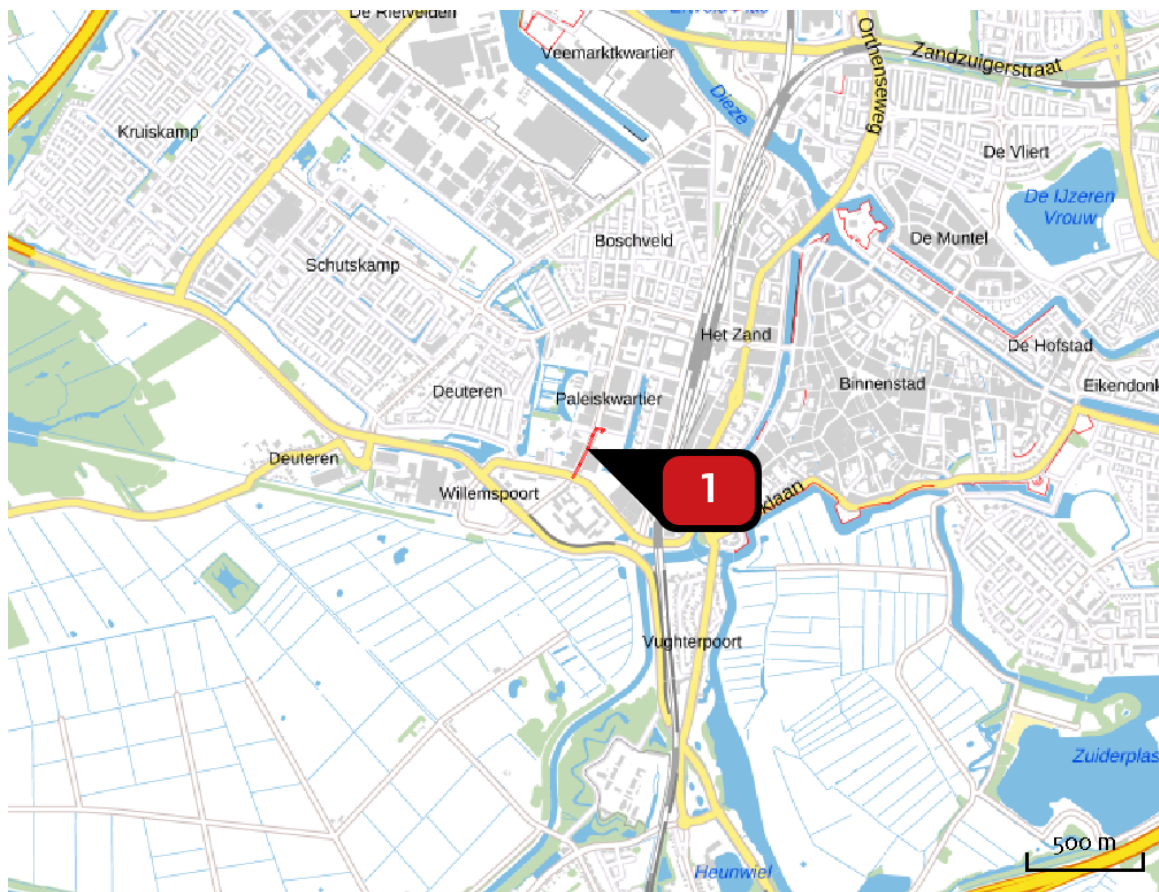 De Rietvelden
Veemarktkwartier
Orthenseweg
Zandzuigerstraat
Dieze
Kruiskamp
De Vliert
De IJzeren
Vrouw
De Muntel
Boschveld
Schutskamp
Het Zand
De Hofstad
Binnenstad
Eikendonk
Deuteren
Paleiskwartier
Deuteren
Willemspoort
1
klaan
Vughterpoort
Zuiderplas
500 m
Heunwiel